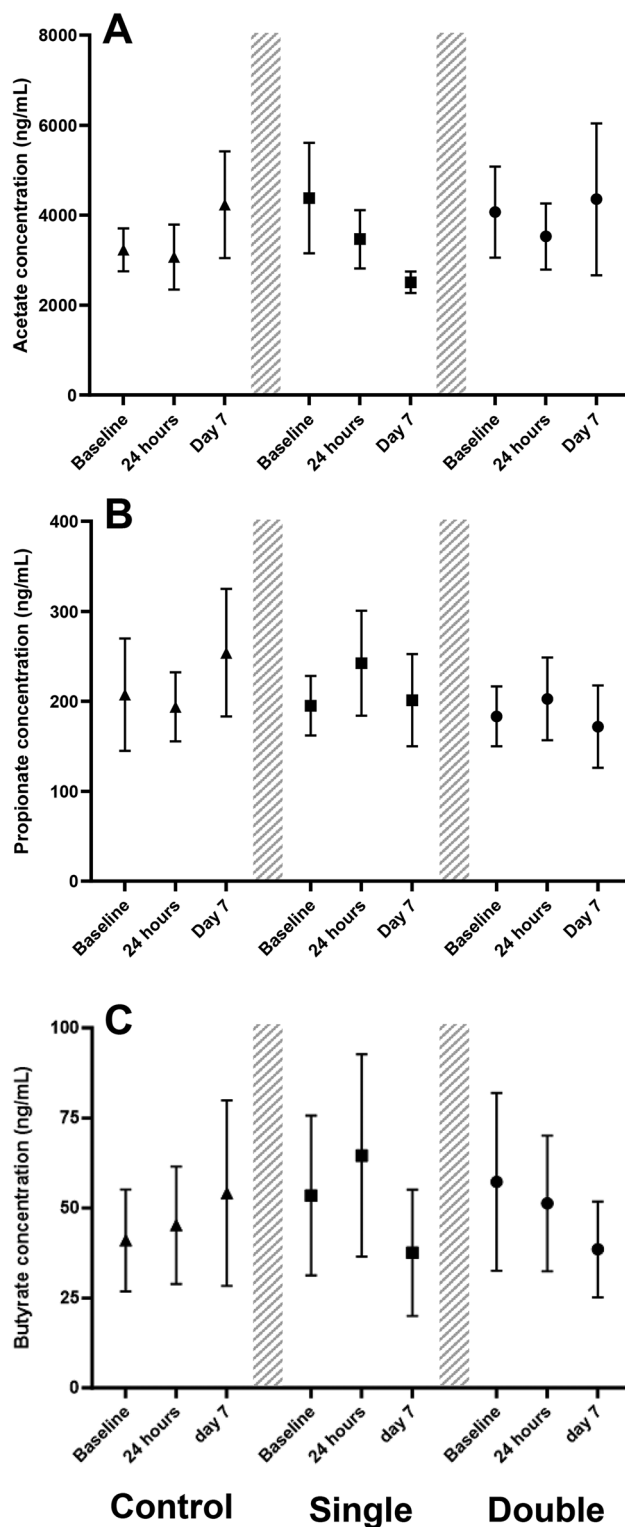 A
Acetate concentration (ng/mL)
8000
6000
4000
2000
0
Baseline 24 hours Day 7 Baseline 24 hours Day 7 Baseline 24 hours Day 7
B
Propionate concentration (ng/mL)
400
300
200
100
0
Baseline 24 hours Day 7 Baseline 24 hours Day 7 Baseline 24 hours Day 7
C
Butyrate concentration (ng/mL)
100
75
50
25
0
Baseline 24 hours day 7 Baseline 24 hours day 7 Baseline 24 hours day 7
Control Single Double